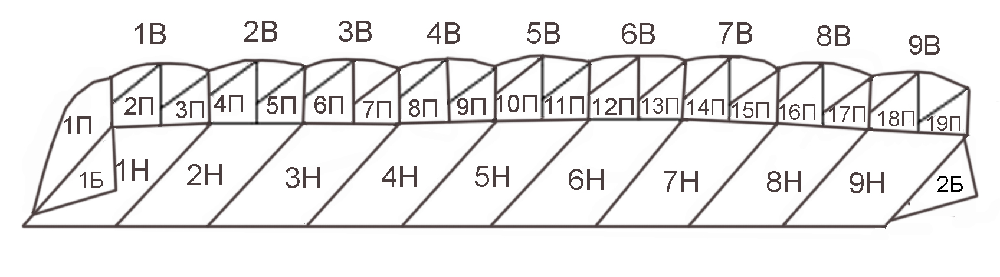 1В 2В 3В 4В 5В 6В 7В 8В 9В
1П 2П 3П 4П 5П 6П 7П 8П 9П 10П 11П 12П 13П 14П 15П 16П 17П 18П 19П
1Б 1Н 2Н 3Н 4Н 5Н 6Н 7Н 8Н 9Н 2Б